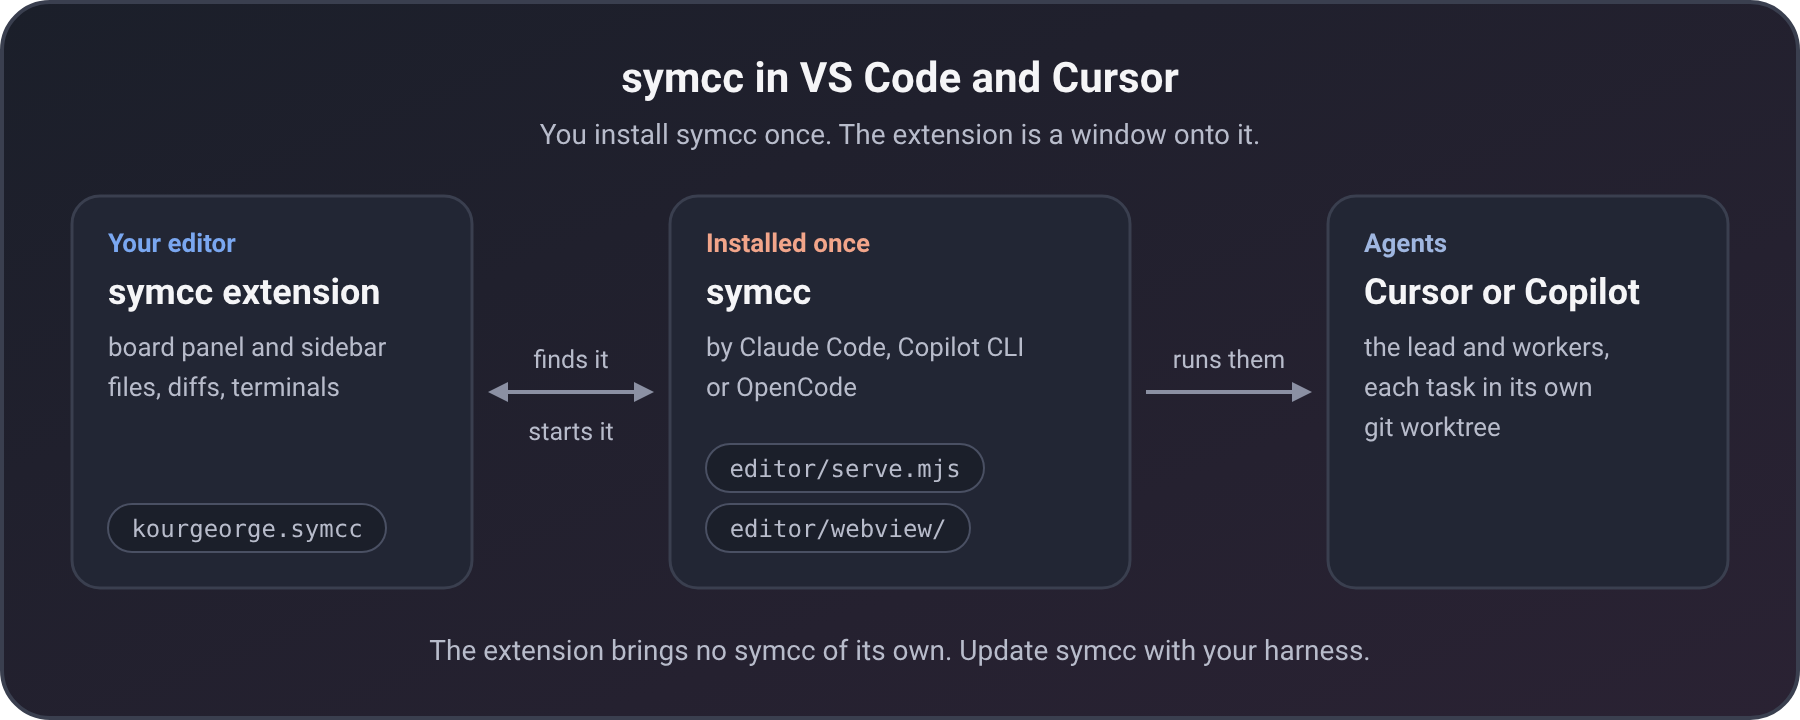 symcc in VS Code and Cursor
You install symcc once. The extension is a window onto it.
Your editor
symcc extension
board panel and sidebar
files, diffs, terminals
kourgeorge.symcc
finds it
starts it
Installed once
symcc
by Claude Code, Copilot CLI
or OpenCode
editor/serve.mjs
editor/webview/
runs them
Agents
Cursor or Copilot
the lead and workers,
each task in its own
git worktree
The extension brings no symcc of its own. Update symcc with your harness.